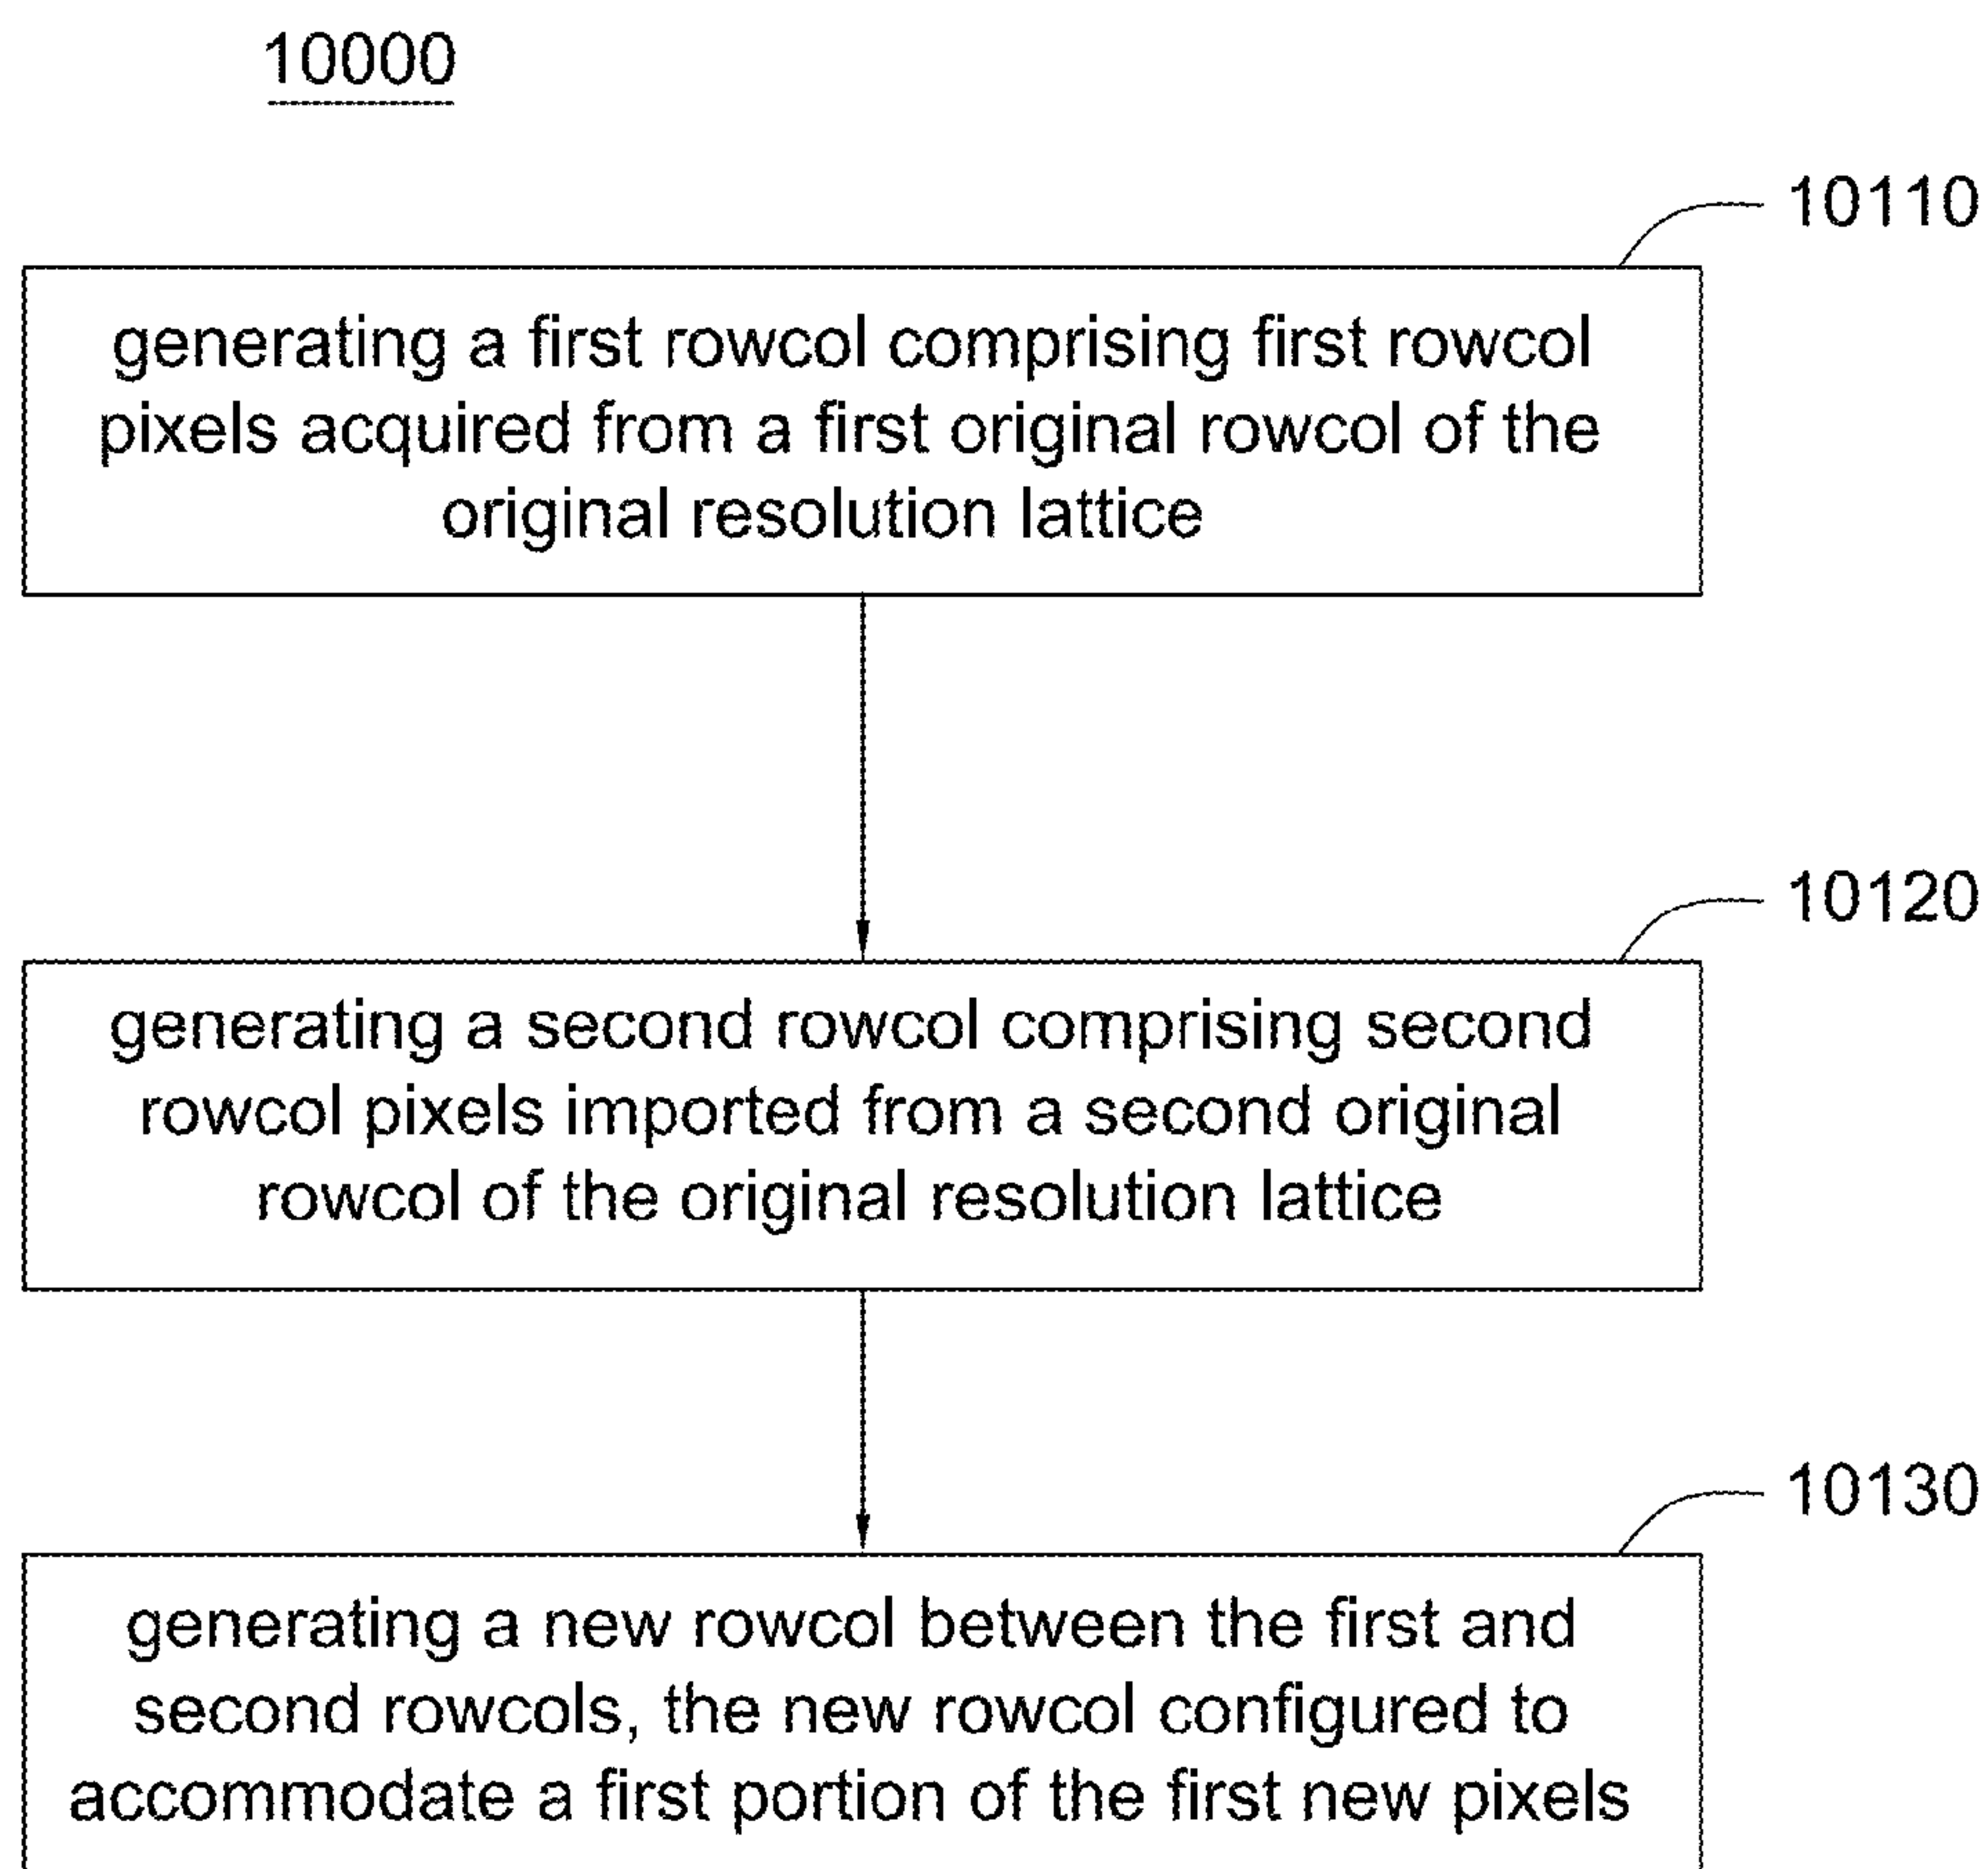 10000
10110
generating a first rowcol comprising first rowcol
pixels acquired from a first original rowcol of the
original resolution lattice
10120
generating a second rowcol comprising second
rowcol pixels imported from a second original
rowcol of the original resolution lattice
10130
generating a new rowcol between the first and
second rowcols, the new rowcol configured to
accommodate a first portion of the first new pixels